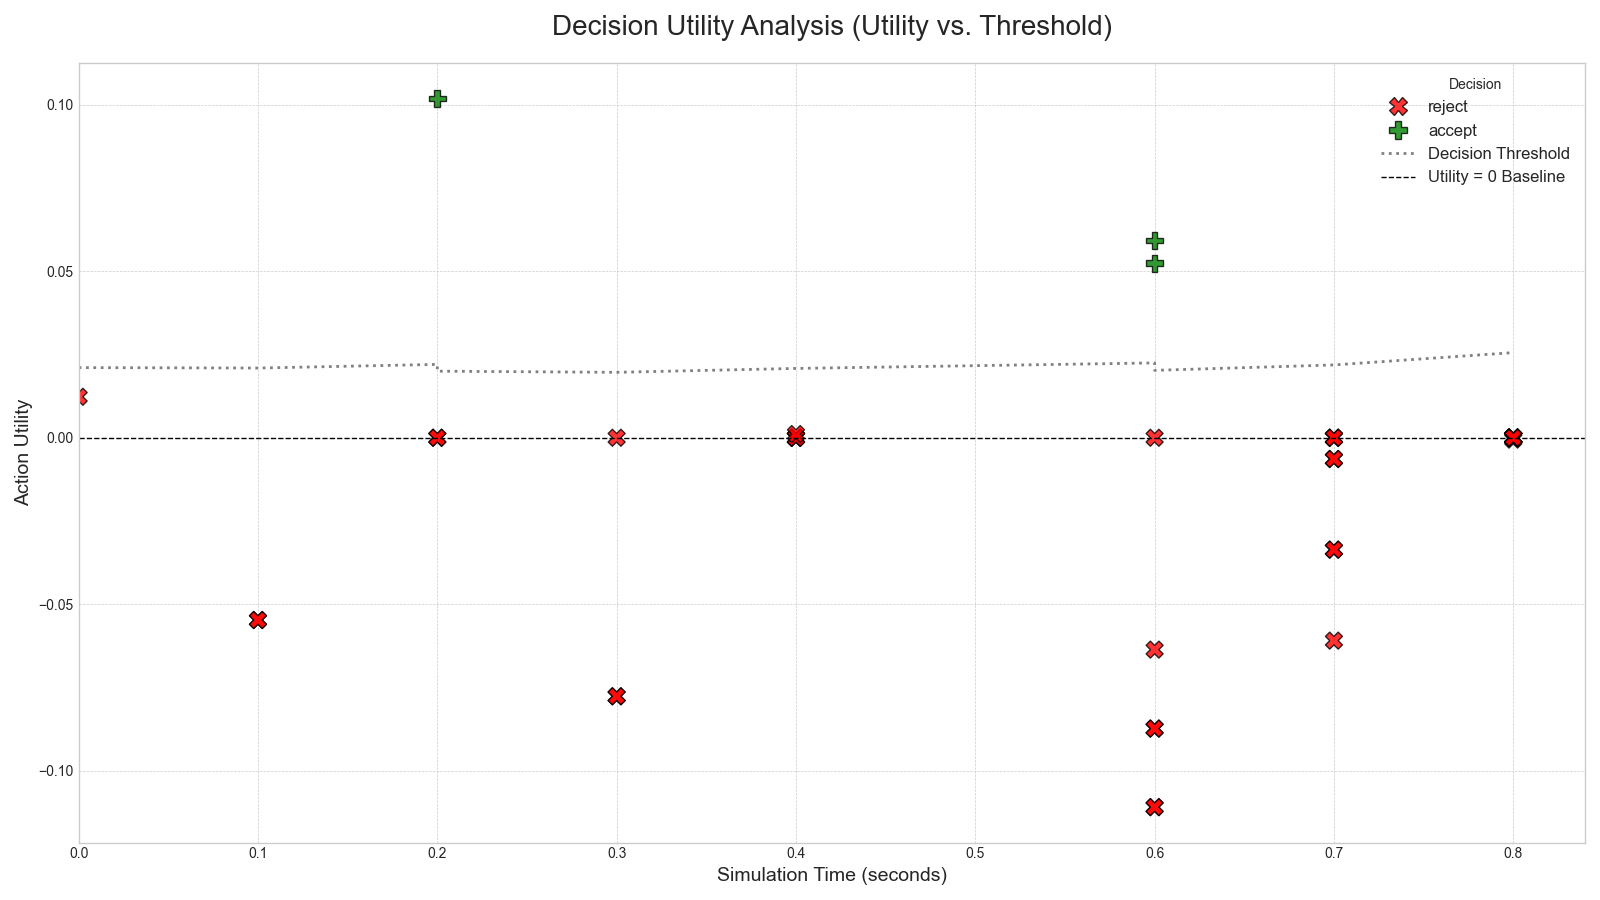 Decision Utility Analysis (Utility vs. Threshold)
Decision
reject
accept
Decision Threshold
Utility = 0 Baseline
Action Utility
0.10
0.05
0.00
−0.05
−0.10
0.0 0.1 0.2 0.3 0.4 0.5 0.6 0.7 0.8
Simulation Time (seconds)